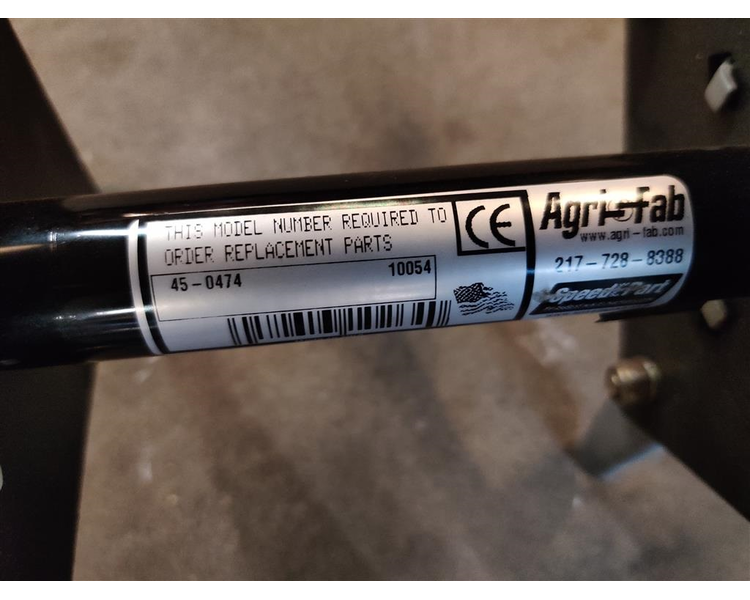 THIS MODEL NUMBER REQUIRED TO
ORDER REPLACEMENT PARTS
45-0474 10054
CE
Agri-Fab
www.agri-fab.com
217-728-8388
SpeedEPart